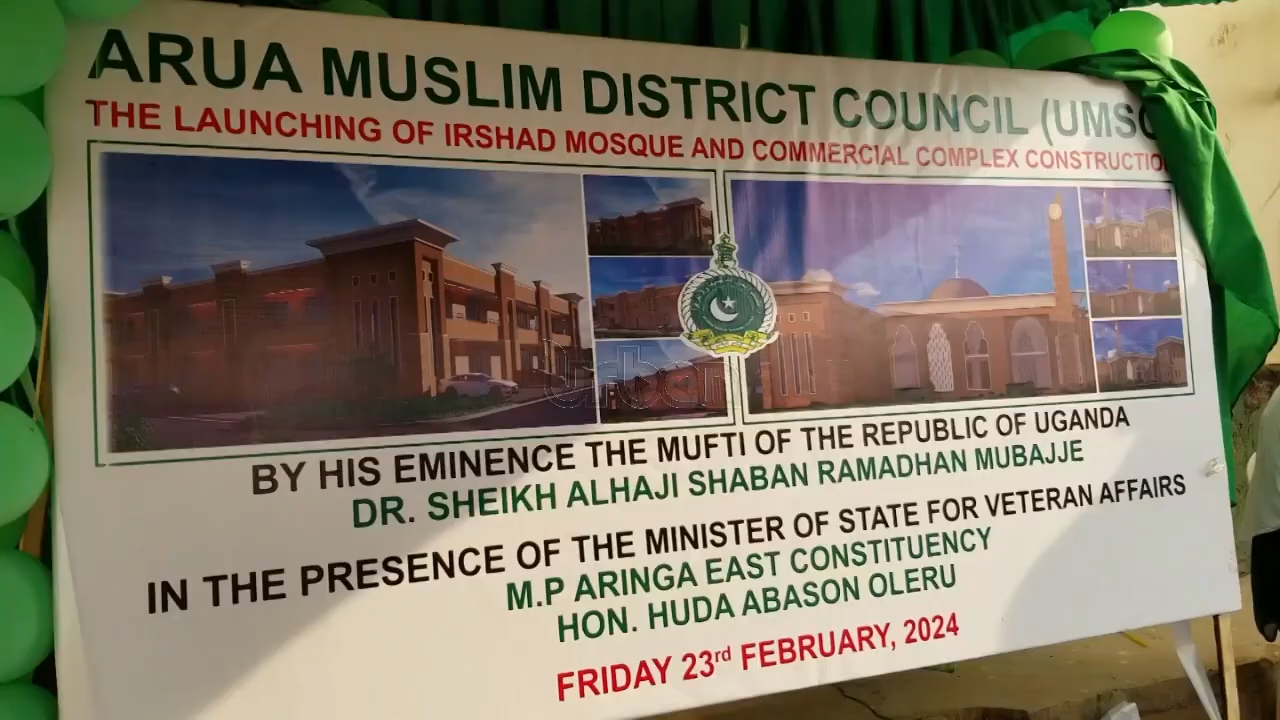 ARUA MUSLIM DISTRICT COUNCIL (UMSC
THE LAUNCHING OF IRSHAD MOSQUE AND COMMERCIAL COMPLEX CONSTRUCTIO
urban
BY HIS EMINENCE THE MUFTI OF THE REPUBLIC OF UGANDA
DR. SHEIKH ALHAJI SHABAN RAMADHAN MUBAJJE
IN THE PRESENCE OF THE MINISTER OF STATE FOR VETERAN AFFAIRS
M.P ARINGA EAST CONSTITUENCY
HON. HUDA ABASON OLERU
FRIDAY 23rd FEBRUARY, 2024